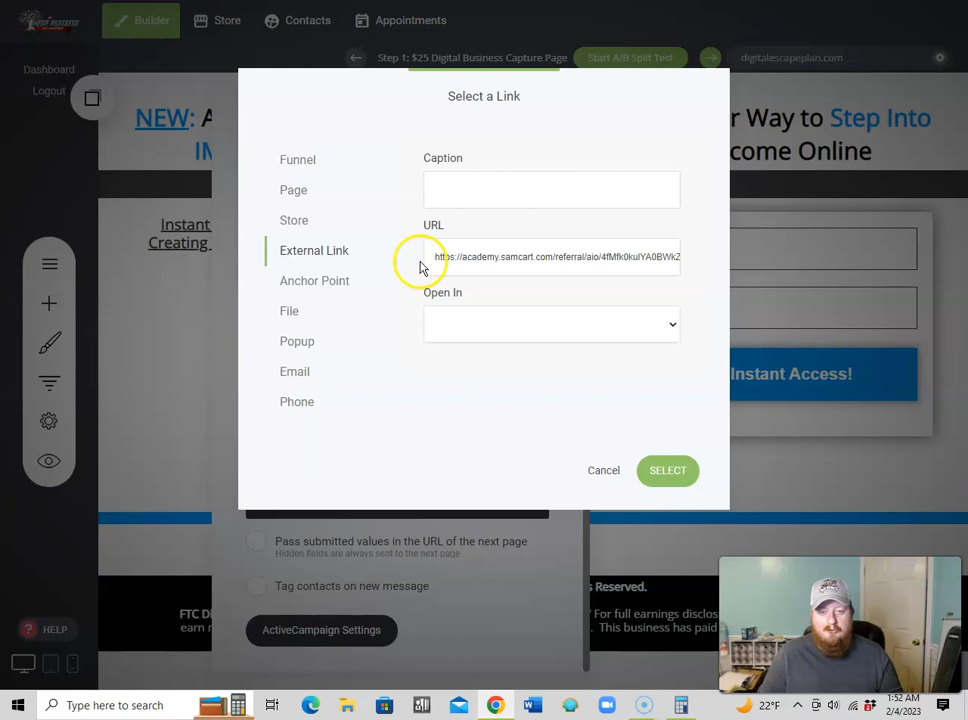 Builder Store Contacts Appointments
Dashboard
Logout
Step 1: $25 Digital Business Capture Page Start A/B Split Test digitalescapeplan.com
NEW: A
r Way to Step Into
IM
come Online
Instant
Creating
Select a Link
Funnel
Page
Store
External Link
Anchor Point
File
Popup
Email
Phone
Caption
URL
https://academy.samcart.com/referral/aio/4fMfk0kulYA0BWkZ
Open In
Cancel SELECT
Instant Access!
Pass submitted values in the URL of the next page
Hidden fields are always sent to the next page
Tag contacts on new message
ActiveCampaign Settings
s Reserved.
FTC Di
earn m
For full earnings disclos
s. This business has paid
? HELP
Type here to search
22°F
1:52 AM
2/4/2023